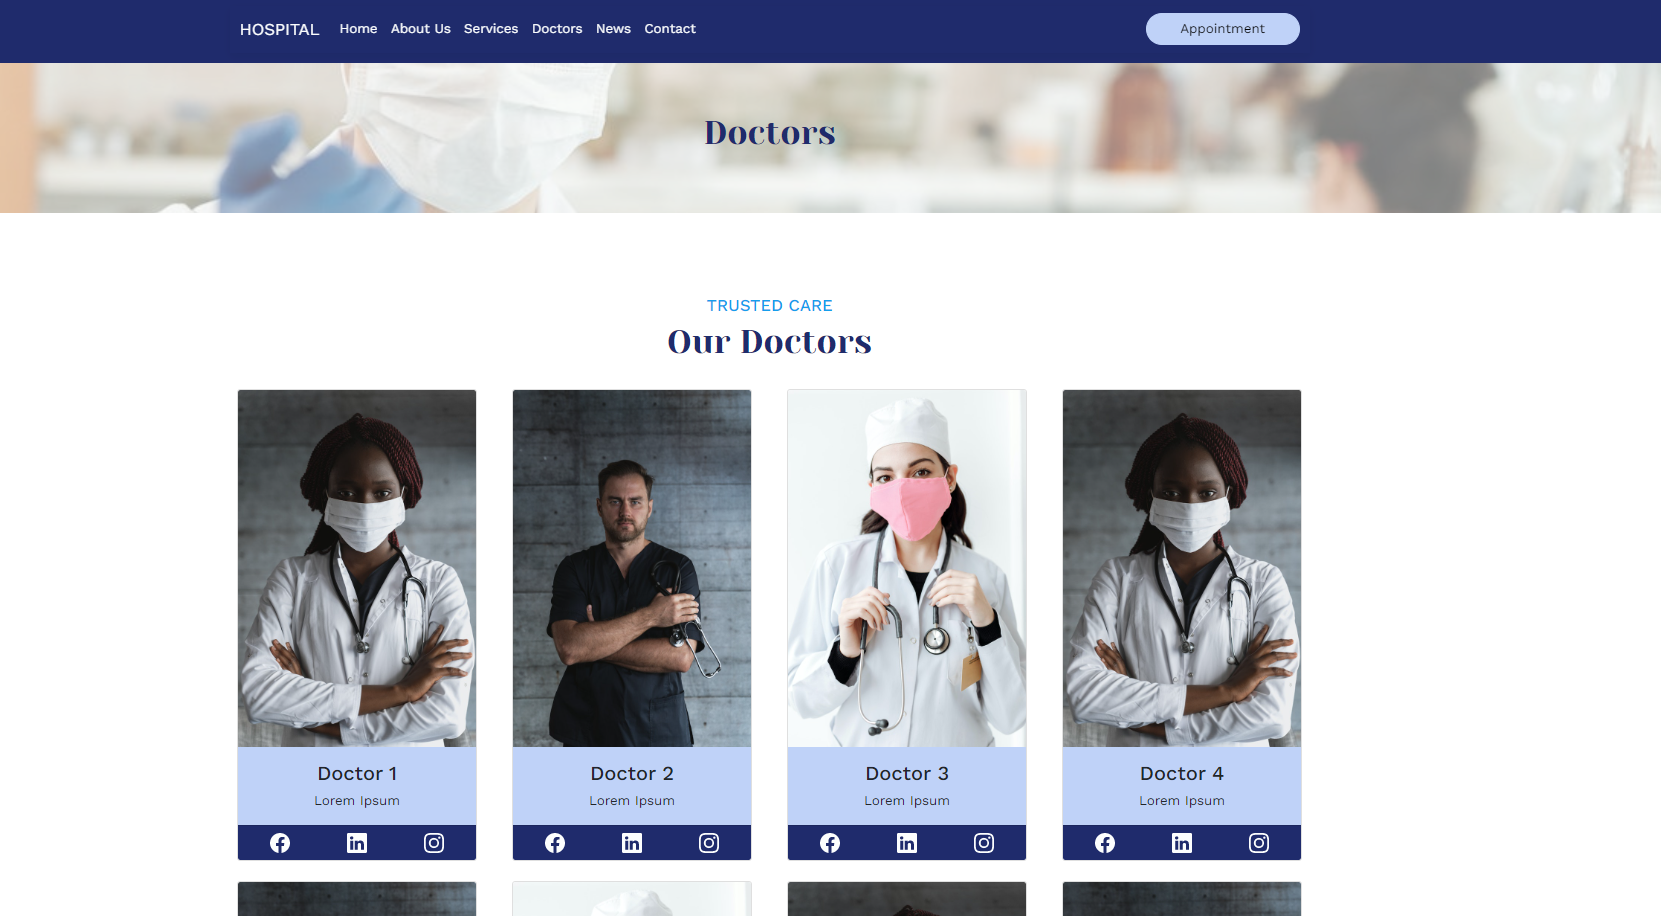 HOSPITAL Home About Us Services Doctors News Contact Appointment
Doctors
TRUSTED CARE
Our Doctors
Doctor 1 Doctor 2 Doctor 3 Doctor 4
Lorem Ipsum Lorem Ipsum Lorem Ipsum Lorem Ipsum